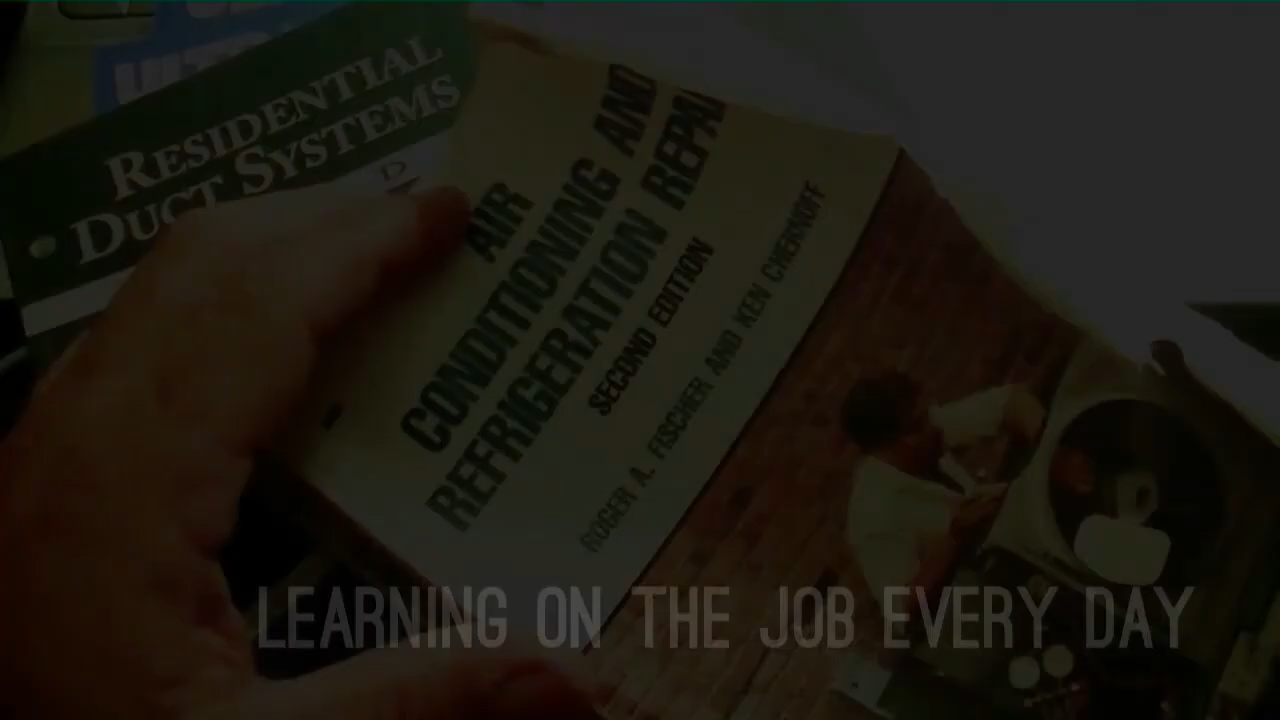 RESIDENTIAL
DUCT SYSTEMS
D
AIR
CONDITIONING AND
REFRIGERATION REPAI
SECOND EDITION
ROGER A. FISCHER AND KEN CHERNOFF
LEARNING ON THE JOB EVERY DAY